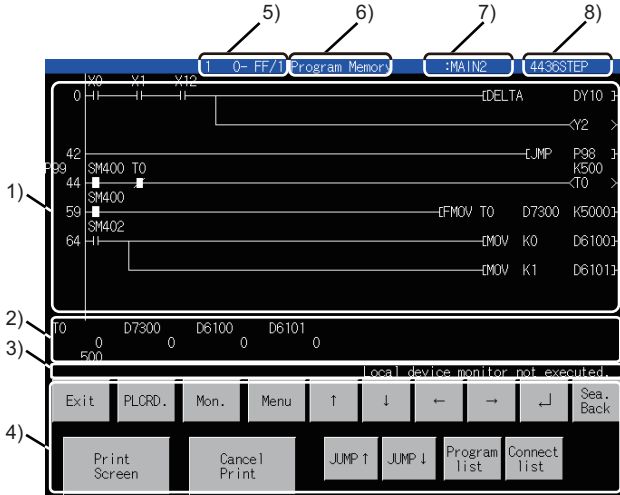 5) 6) 7) 8)
1 0- FF/1 Program Memory :MAIN2 4436STEP
X0 X1 X12
0 [DELTA DY10 ]
<Y2 >
42 [JMP P98 ]
P99 SM400 T0 K500
44 <T0 >
SM400
59 [FMOV T0 D7300 K5000]
SM402
64 [MOV K0 D6100]
[MOV K1 D6101]
1)
2)
T0 D7300 D6100 D6101
0 0 0 0
500
3)
Local device monitor not executed.
4)
Exit PLCRD. Mon. Menu ↑ ↓ ← → ↵ Sea. Back
Print Screen Cancel Print JUMP↑ JUMP↓ Program list Connect list